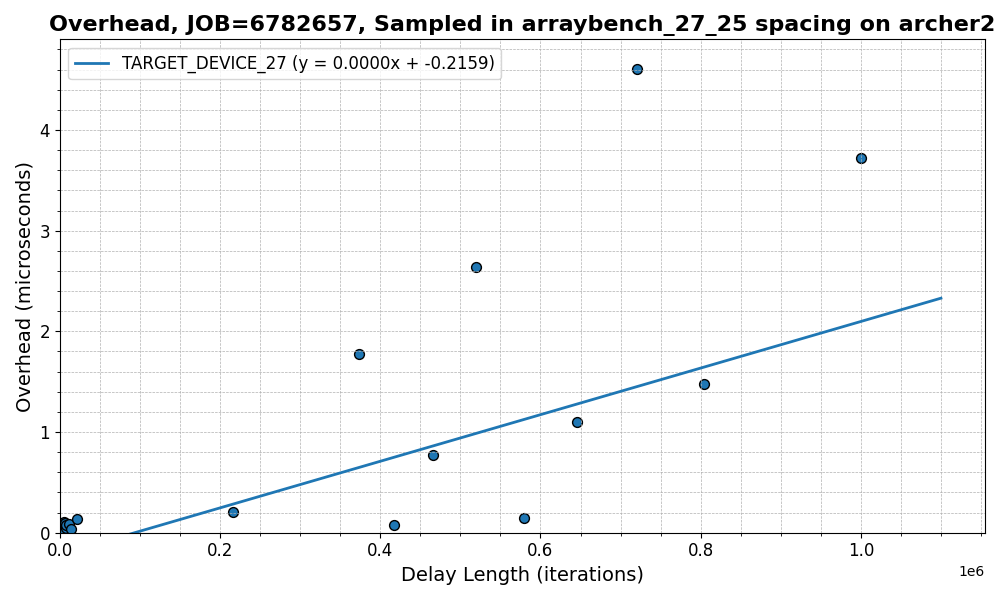 Overhead, JOB=6782657, Sampled in arraybench_27_25 spacing on archer2
TARGET_DEVICE_27 (y = 0.0000x + -0.2159)
Overhead (microseconds)
4
3
2
1
0
0.0 0.2 0.4 0.6 0.8 1.0
1e6
Delay Length (iterations)